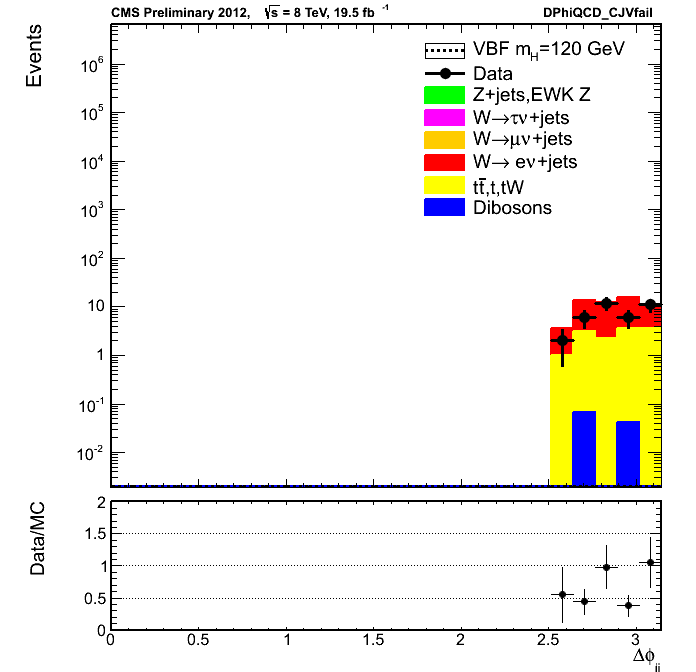 CMS Preliminary 2012, √s = 8 TeV, 19.5 fb⁻¹ DPhiQCD_CJVfail
Events
VBF m_H=120 GeV
Data
Z+jets,EWK Z
W→τν+jets
W→μν+jets
W→ eν+jets
tt̄,t,tW
Dibosons
10⁶
10⁵
10⁴
10³
10²
10
1
10⁻¹
10⁻²
Data/MC
2
1.5
1
0.5
0
0 0.5 1 1.5 2 2.5 3
Δϕ_jj